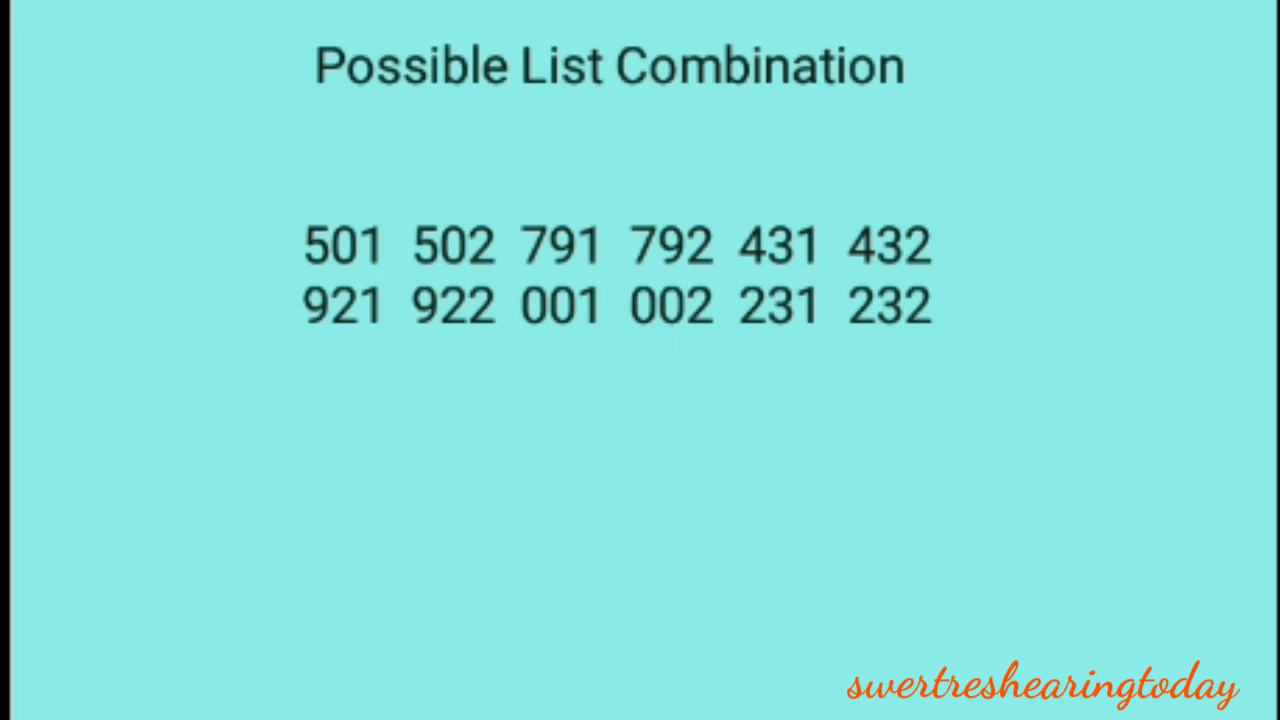 Possible List Combination
501 502 791 792 431 432
921 922 001 002 231 232
swertreshearingtoday